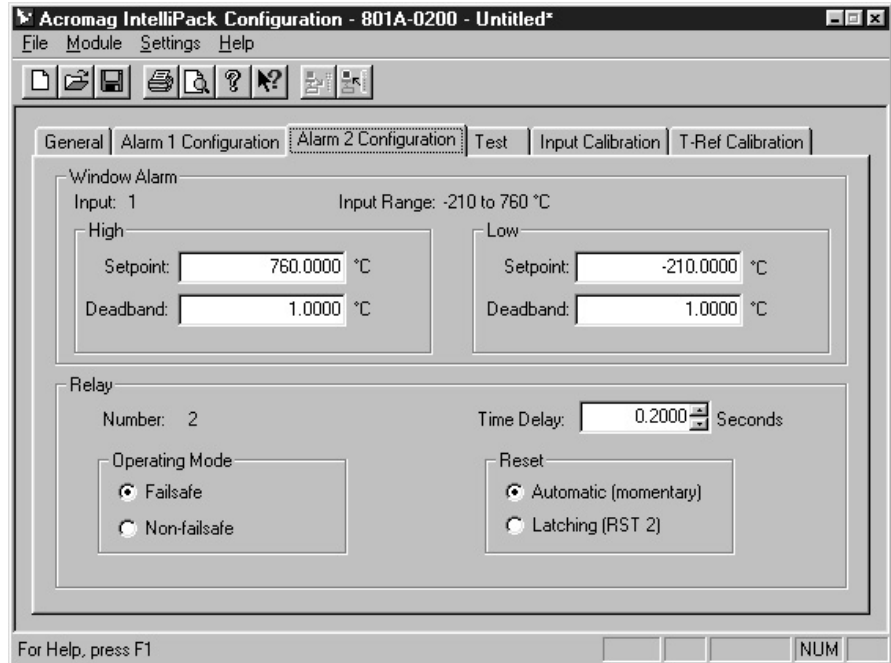 Acromag IntelliPack Configuration - 801A-0200 - Untitled*
File Module Settings Help
General Alarm 1 Configuration Alarm 2 Configuration Test Input Calibration T-Ref Calibration
Window Alarm
Input: 1 Input Range: -210 to 760 °C
High Low
Setpoint: 760.0000 °C Setpoint: -210.0000 °C
Deadband: 1.0000 °C Deadband: 1.0000 °C
Relay
Number: 2 Time Delay: 0.2000 Seconds
Operating Mode Reset
Failsafe Automatic (momentary)
Non-failsafe Latching (RST 2)
For Help, press F1 NUM